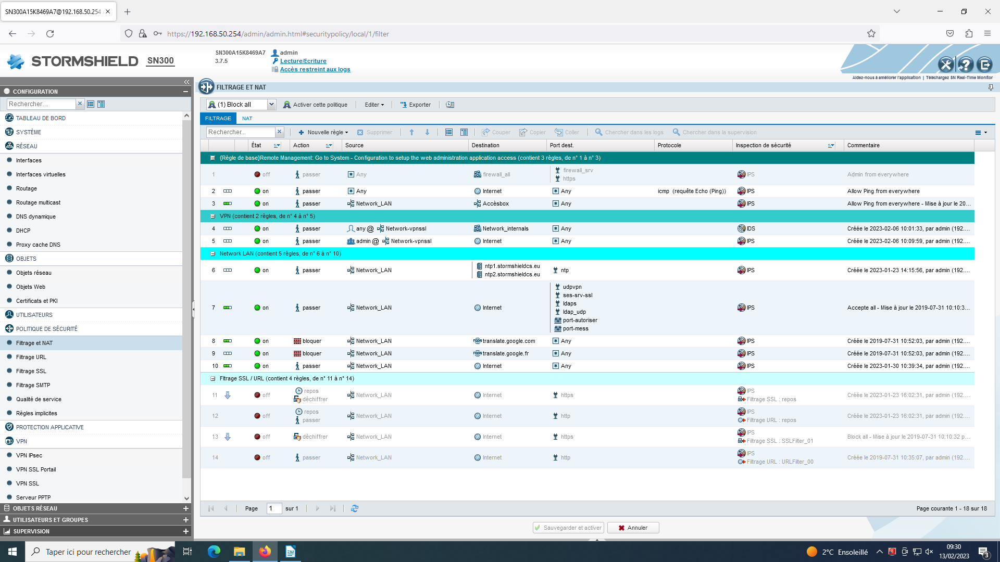 SN300A15K8469A7@192.168.50.254
https://192.168.50.254/admin/admin.html#securitypolicy/local/1/filter
STORMSHIELD SN300
SN300A15K8469A7
3.7.5
admin
Lecture/Ecriture
Accès restreint aux logs
Aidez-nous à améliorer l'application | Téléchargez SN Real-Time Monitor
CONFIGURATION
Rechercher...
TABLEAU DE BORD
SYSTÈME
RÉSEAU
Interfaces
Interfaces virtuelles
Routage
Routage multicast
DNS dynamique
DHCP
Proxy cache DNS
OBJETS
Objets réseau
Objets Web
Certificats et PKI
UTILISATEURS
POLITIQUE DE SÉCURITÉ
Filtrage et NAT
Filtrage URL
Filtrage SSL
Filtrage SMTP
Qualité de service
Règles implicites
PROTECTION APPLICATIVE
VPN
VPN IPsec
VPN SSL Portail
VPN SSL
Serveur PPTP
OBJETS RÉSEAU
UTILISATEURS ET GROUPES
SUPERVISION
FILTRAGE ET NAT
(1) Block all Activer cette politique Editer Exporter
FILTRAGE NAT
Rechercher... Nouvelle règle Supprimer Couper Copier Coller Chercher dans les logs Chercher dans la supervision
État Action Source Destination Port dest. Protocole Inspection de sécurité Commentaire
{Règle de base}Remote Management: Go to System - Configuration to setup the web administration application access (contient 3 règles, de n° 1 à n° 3)
1 off passer Any firewall_all firewall_srv https IPS Admin from everywhere
2 on passer Any Internet Any icmp (requête Echo (Ping)) IPS Allow Ping from everywhere
3 on passer Network_LAN Accèsbox Any IPS Allow Ping from everywhere - Mise à jour le 20...
VPN (contient 2 règles, de n° 4 à n° 5)
4 on passer any @ Network-vpnssl Network_internals Any IDS Créée le 2023-02-06 10:01:33, par admin (192....
5 on passer admin @ Network-vpnssl Internet Any IPS Créée le 2023-02-06 10:09:59, par admin (192....
Network LAN (contient 5 règles, de n° 6 à n° 10)
6 on passer Network_LAN ntp1.stormshieldcs.eu ntp2.stormshieldcs.eu ntp IPS Créée le 2023-01-23 14:15:56, par admin (192....
7 on passer Network_LAN Internet udpvpn ses-srv-ssl ldaps ldap_udp port-autoriser port-mess IPS Accepte all - Mise à jour le 2019-07-31 10:10:3...
8 on bloquer Network_LAN FQDN translate.google.com Any IPS Créée le 2019-07-31 10:52:03, par admin (192....
9 on bloquer Network_LAN FQDN translate.google.fr Any IPS Créée le 2019-07-31 10:52:03, par admin (192....
10 on passer Network_LAN Internet Any IPS Créée le 2023-01-30 10:39:34, par admin (192....
Fltrage SSL / URL (contient 4 règles, de n° 11 à n° 14)
11 off repos déchiffrer Network_LAN Internet https IPS Filtrage SSL : repos Créée le 2023-01-23 16:02:31, par admin (192....
12 off repos passer Network_LAN Internet http IPS Filtrage URL : repos Créée le 2023-01-23 16:02:31, par admin (192....
13 off déchiffrer Network_LAN Internet https IPS Filtrage SSL : SSLFilter_01 Block all - Mise à jour le 2019-07-31 10:10:32 p...
14 off passer Network_LAN Internet http IPS Filtrage URL : URLFilter_00 Créée le 2019-07-31 10:35:07, par admin (192....
Page 1 sur 1 Page courante 1 - 18 sur 18
Sauvegarder et activer Annuler
Taper ici pour rechercher
2°C Ensoleillé
09:30
13/02/2023
3